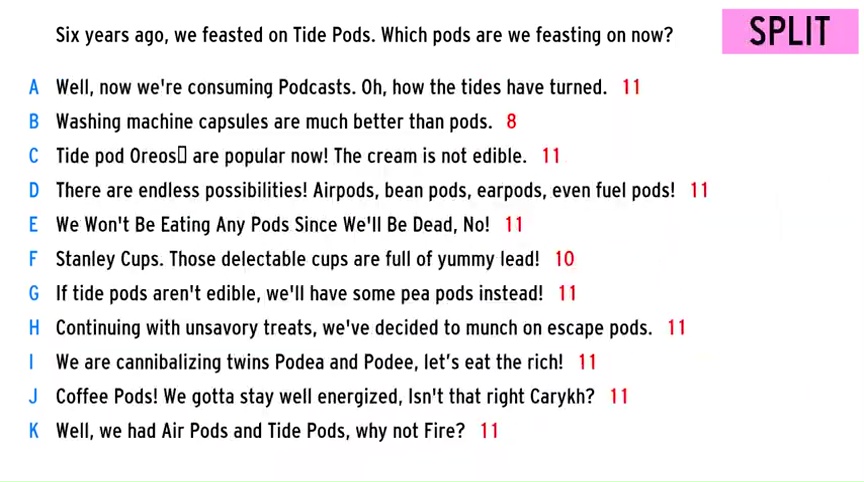 Six years ago, we feasted on Tide Pods. Which pods are we feasting on now?
SPLIT
A Well, now we're consuming Podcasts. Oh, how the tides have turned. 11
B Washing machine capsules are much better than pods. 8
C Tide pod Oreos▯ are popular now! The cream is not edible. 11
D There are endless possibilities! Airpods, bean pods, earpods, even fuel pods! 11
E We Won't Be Eating Any Pods Since We'll Be Dead, No! 11
F Stanley Cups. Those delectable cups are full of yummy lead! 10
G If tide pods aren't edible, we'll have some pea pods instead! 11
H Continuing with unsavory treats, we've decided to munch on escape pods. 11
I We are cannibalizing twins Podea and Podee, let’s eat the rich! 11
J Coffee Pods! We gotta stay well energized, Isn't that right Carykh? 11
K Well, we had Air Pods and Tide Pods, why not Fire? 11